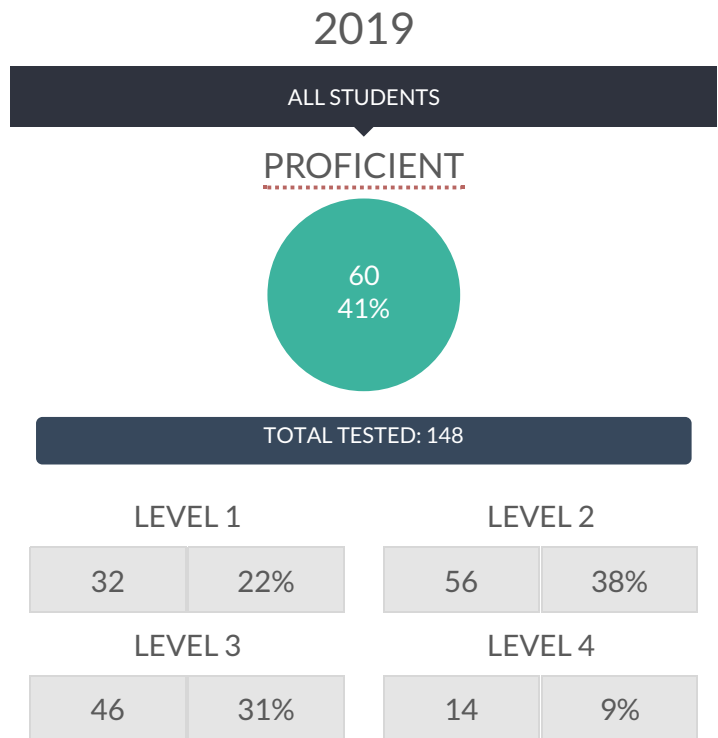 2019
ALL STUDENTS
PROFICIENT
60
41%
TOTAL TESTED: 148
LEVEL 1 LEVEL 2
32 22% 56 38%
LEVEL 3 LEVEL 4
46 31% 14 9%